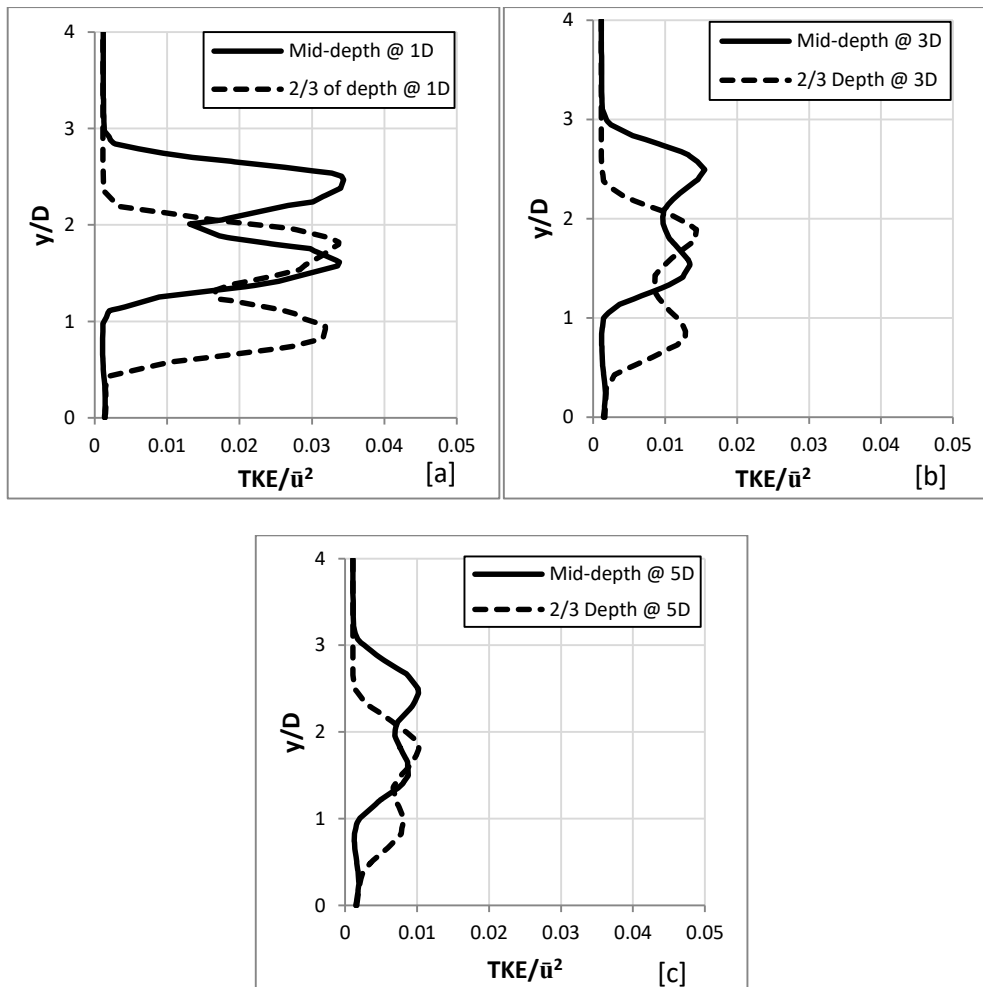 4
3
2
1
0
y/D
Mid-depth @ 1D
2/3 of depth @ 1D
0 0.01 0.02 0.03 0.04 0.05
TKE/ū²
[a]
4
3
2
1
0
y/D
Mid-depth @ 3D
2/3 Depth @ 3D
0 0.01 0.02 0.03 0.04 0.05
TKE/ū²
[b]
4
3
2
1
0
y/D
Mid-depth @ 5D
2/3 Depth @ 5D
0 0.01 0.02 0.03 0.04 0.05
TKE/ū²
[c]